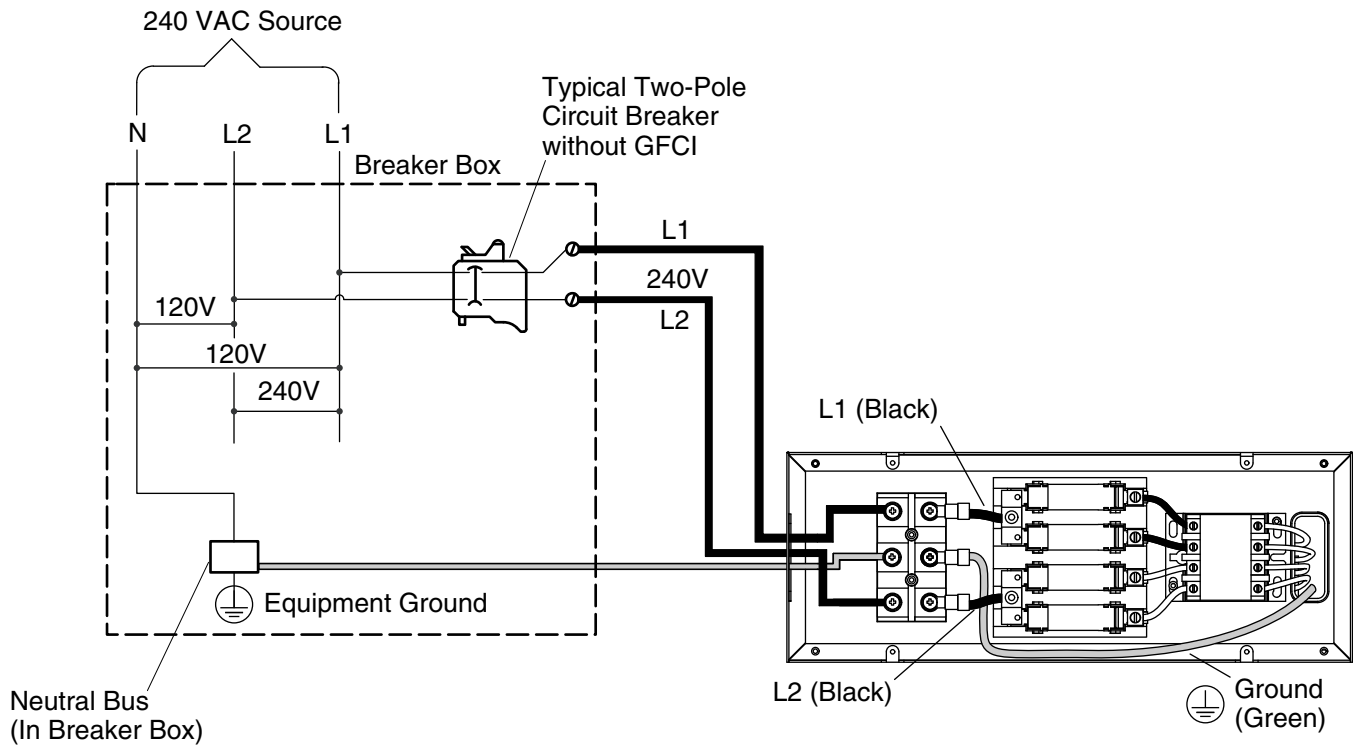 240 VAC Source
Typical Two-Pole
Circuit Breaker
without GFCI
N
L2
L1
Breaker Box
L1
240V
L2
120V
120V
240V
L1 (Black)
Equipment Ground
L2 (Black)
Ground
(Green)
Neutral Bus
(In Breaker Box)